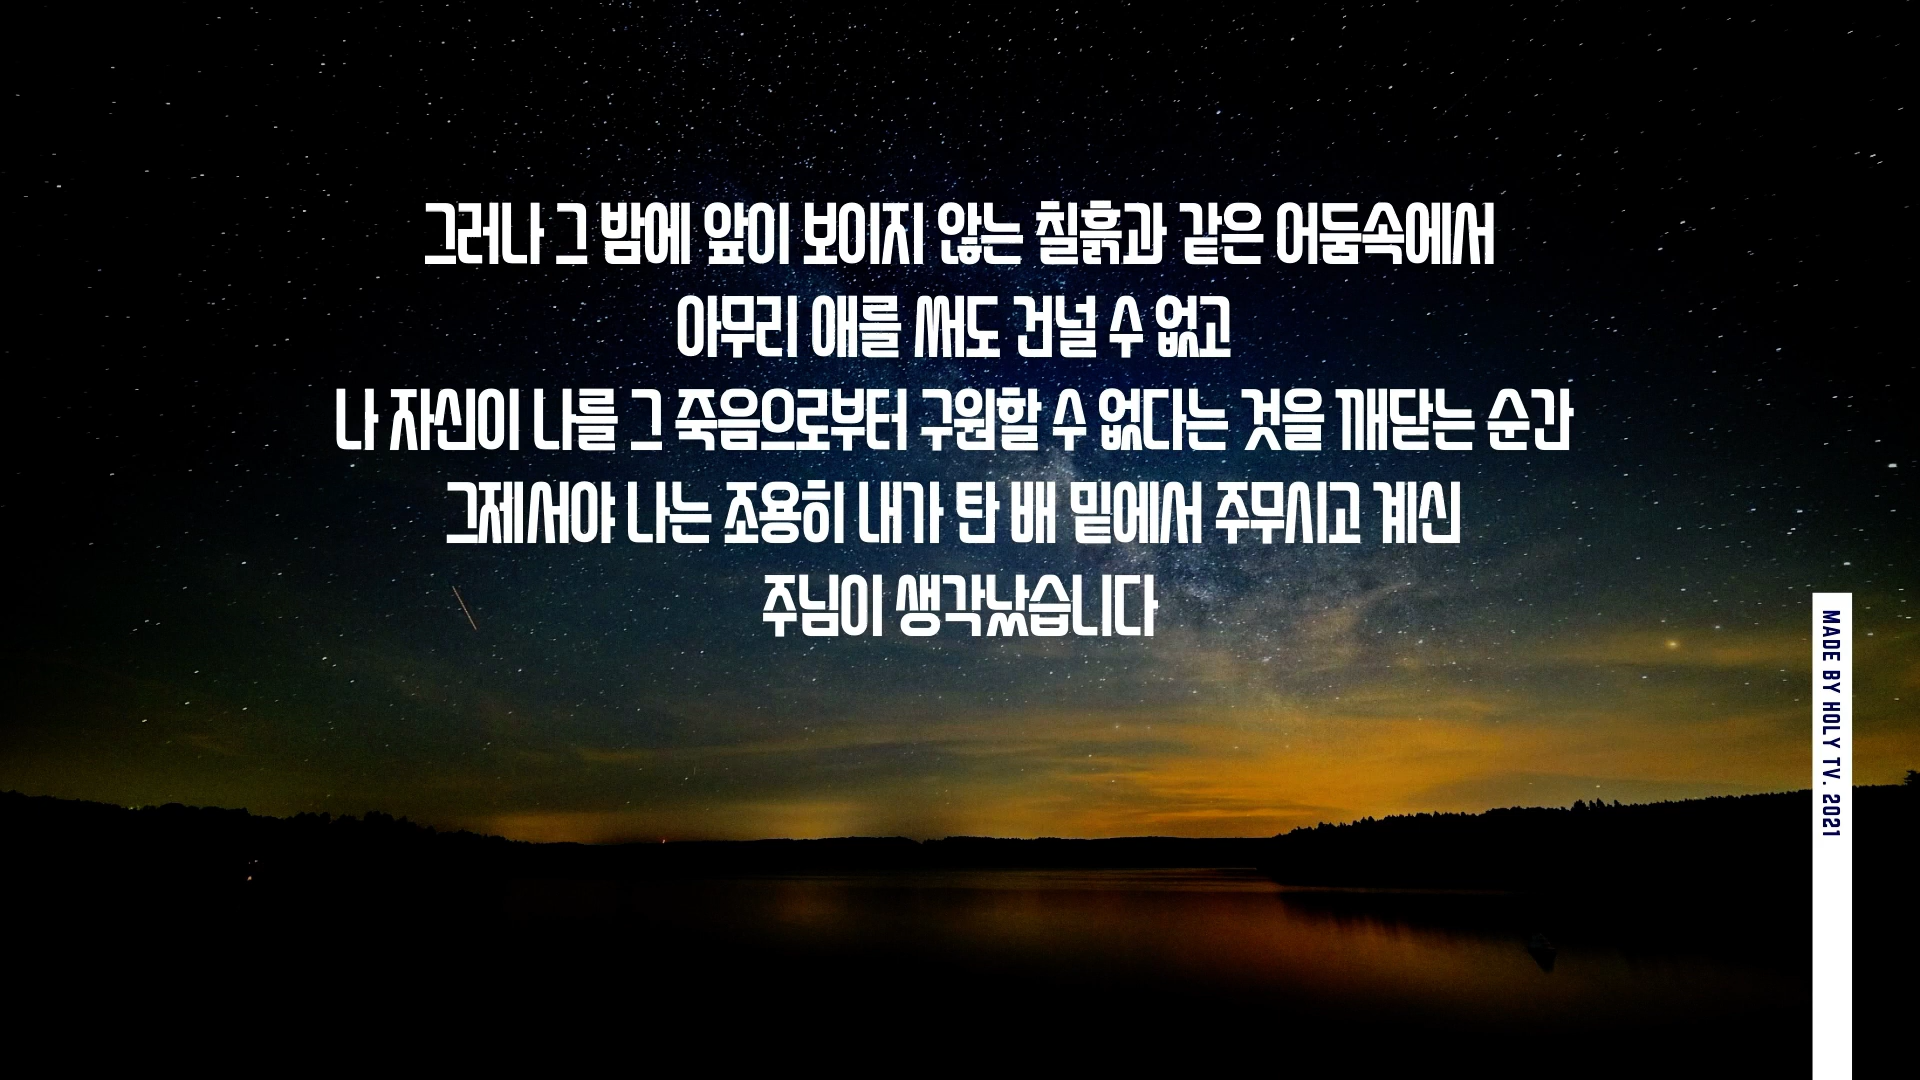 그러나 그 밤에 앞이 보이지 않는 칠흙과 같은 어둠속에서
아무리 애를 써도 건널 수 없고
나 자신이 나를 그 죽음으로부터 구원할 수 없다는 것을 깨닫는 순간
그제서야 나는 조용히 내가 탄 배 밑에서 주무시고 계신
주님이 생각났습니다
MADE BY HOLY TV. 2021